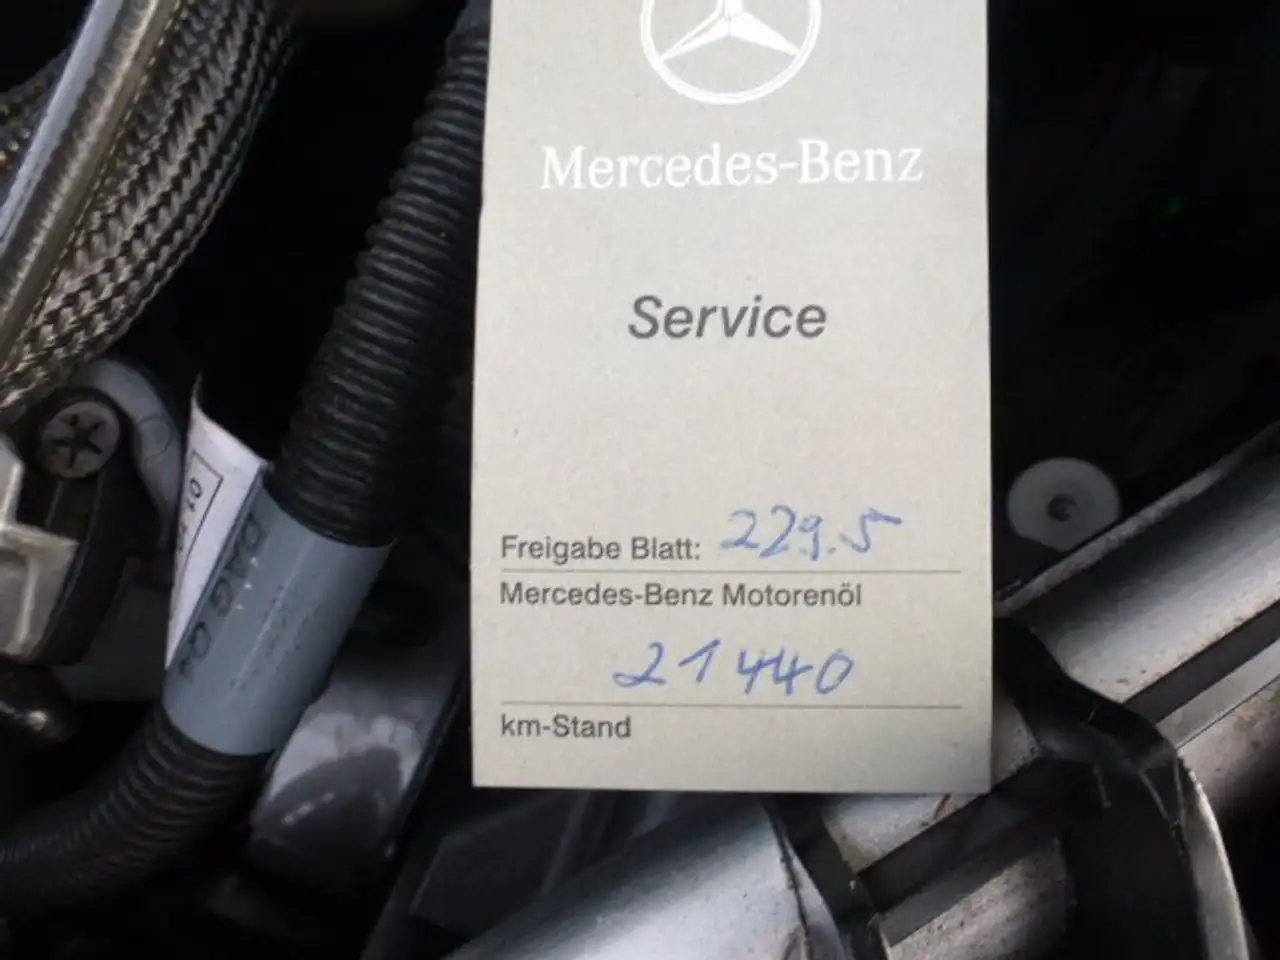 Mercedes-Benz
Service
Freigabe Blatt: 229.5
Mercedes-Benz Motorenöl
21440
km-Stand